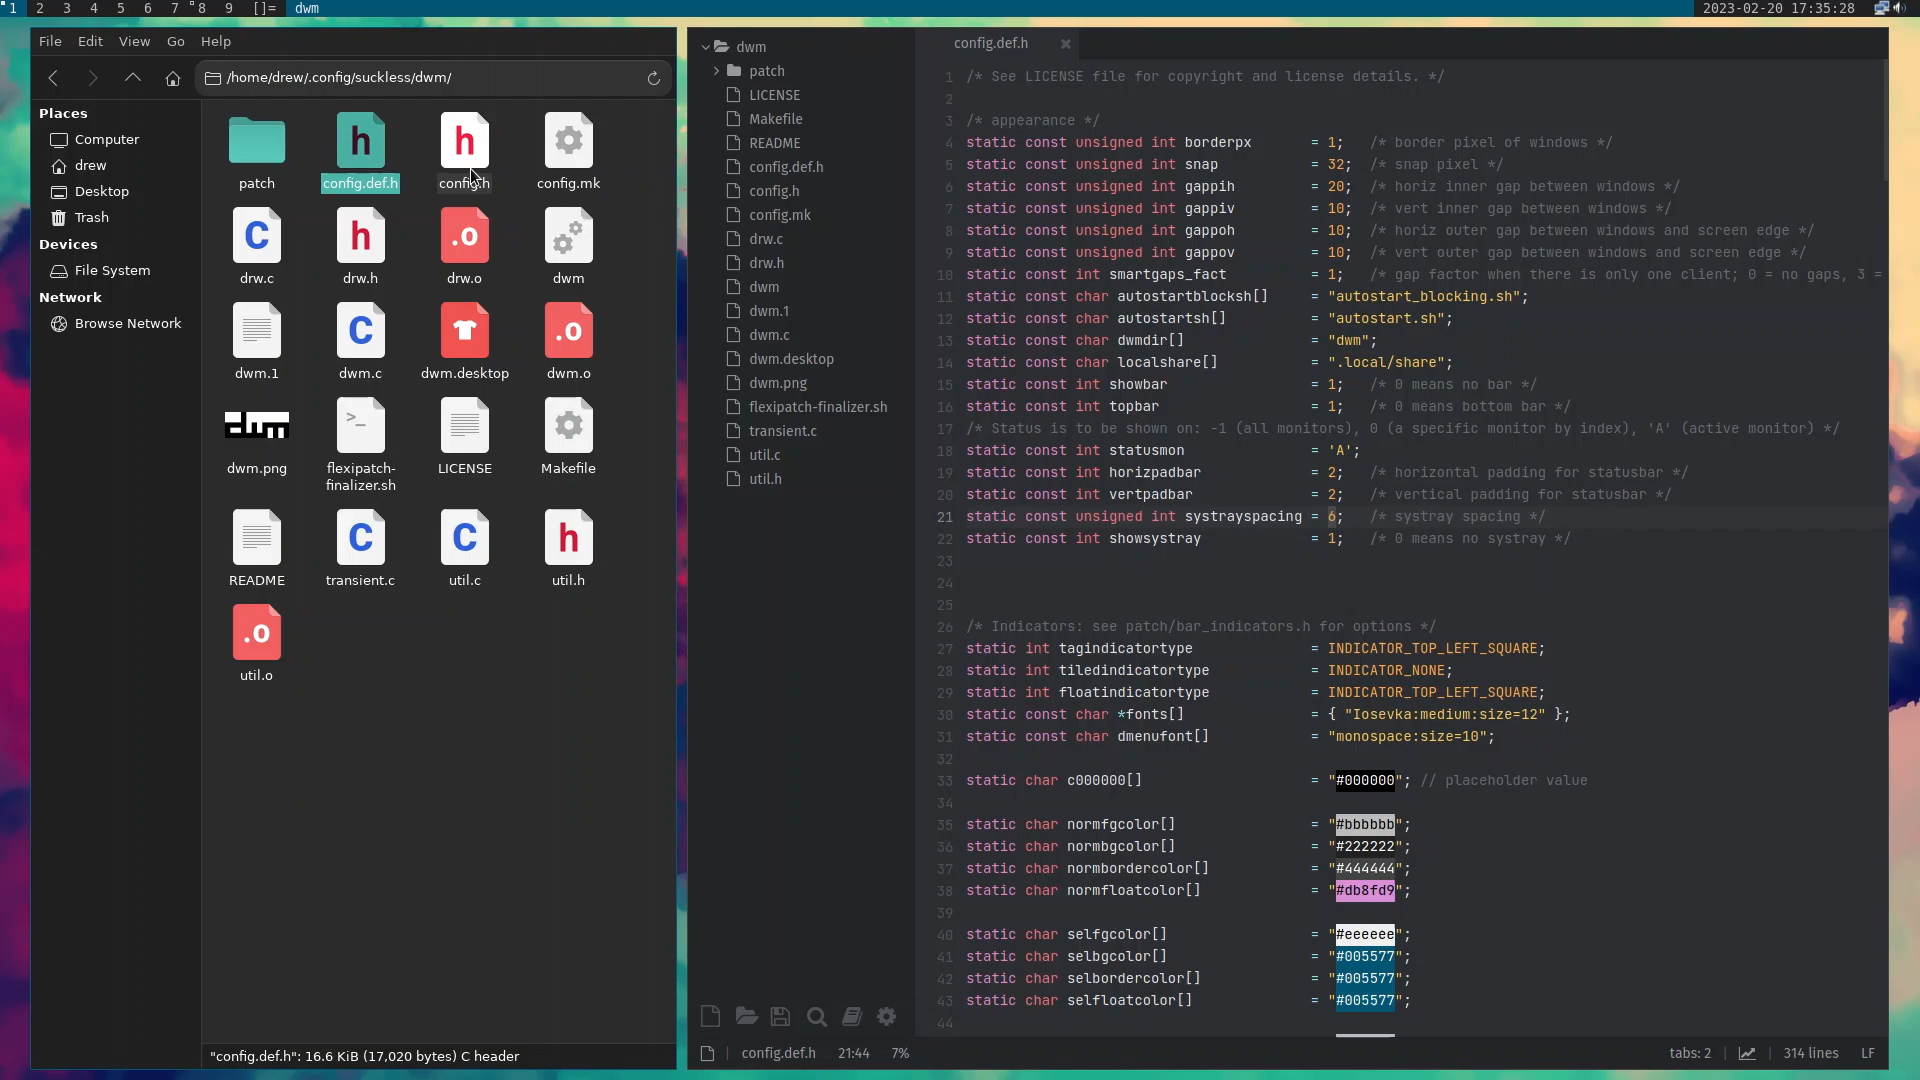 1 2 3 4 5 6 7 8 9 []= dwm 2023-02-20 17:35:28
File Edit View Go Help
/home/drew/.config/suckless/dwm/
Places
Computer
drew
Desktop
Trash
Devices
File System
Network
Browse Network
patch config.def.h config.h config.mk
drw.c drw.h drw.o dwm
dwm.1 dwm.c dwm.desktop dwm.o
dwm.png flexipatch-finalizer.sh LICENSE Makefile
README transient.c util.c util.h
util.o
"config.def.h": 16.6 KiB (17,020 bytes) C header
dwm
patch
LICENSE
Makefile
README
config.def.h
config.h
config.mk
drw.c
drw.h
dwm
dwm.1
dwm.c
dwm.desktop
dwm.png
flexipatch-finalizer.sh
transient.c
util.c
util.h
config.def.h
1 /* See LICENSE file for copyright and license details. */
2
3 /* appearance */
4 static const unsigned int borderpx = 1; /* border pixel of windows */
5 static const unsigned int snap = 32; /* snap pixel */
6 static const unsigned int gappih = 20; /* horiz inner gap between windows */
7 static const unsigned int gappiv = 10; /* vert inner gap between windows */
8 static const unsigned int gappoh = 10; /* horiz outer gap between windows and screen edge */
9 static const unsigned int gappov = 10; /* vert outer gap between windows and screen edge */
10 static const int smartgaps_fact = 1; /* gap factor when there is only one client; 0 = no gaps, 3 =
11 static const char autostartblocksh[] = "autostart_blocking.sh";
12 static const char autostartsh[] = "autostart.sh";
13 static const char dwmdir[] = "dwm";
14 static const char localshare[] = ".local/share";
15 static const int showbar = 1; /* 0 means no bar */
16 static const int topbar = 1; /* 0 means bottom bar */
17 /* Status is to be shown on: -1 (all monitors), 0 (a specific monitor by index), 'A' (active monitor) */
18 static const int statusmon = 'A';
19 static const int horizpadbar = 2; /* horizontal padding for statusbar */
20 static const int vertpadbar = 2; /* vertical padding for statusbar */
21 static const unsigned int systrayspacing = 6; /* systray spacing */
22 static const int showsystray = 1; /* 0 means no systray */
23
24
25
26 /* Indicators: see patch/bar_indicators.h for options */
27 static int tagindicatortype = INDICATOR_TOP_LEFT_SQUARE;
28 static int tiledindicatortype = INDICATOR_NONE;
29 static int floatindicatortype = INDICATOR_TOP_LEFT_SQUARE;
30 static const char *fonts[] = { "Iosevka:medium:size=12" };
31 static const char dmenufont[] = "monospace:size=10";
32
33 static char c000000[] = "#000000"; // placeholder value
34
35 static char normfgcolor[] = "#bbbbbb";
36 static char normbgcolor[] = "#222222";
37 static char normbordercolor[] = "#444444";
38 static char normfloatcolor[] = "#db8fd9";
39
40 static char selfgcolor[] = "#eeeeee";
41 static char selbgcolor[] = "#005577";
42 static char selbordercolor[] = "#005577";
43 static char selfloatcolor[] = "#005577";
44
config.def.h 21:44 7% tabs: 2 314 lines LF